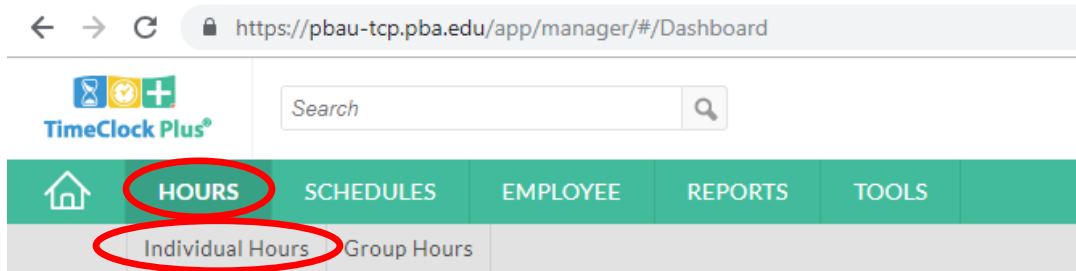 https://pbau-tcp.pba.edu/app/manager/#/Dashboard
TimeClock Plus®
Search
HOURS SCHEDULES EMPLOYEE REPORTS TOOLS
Individual Hours Group Hours